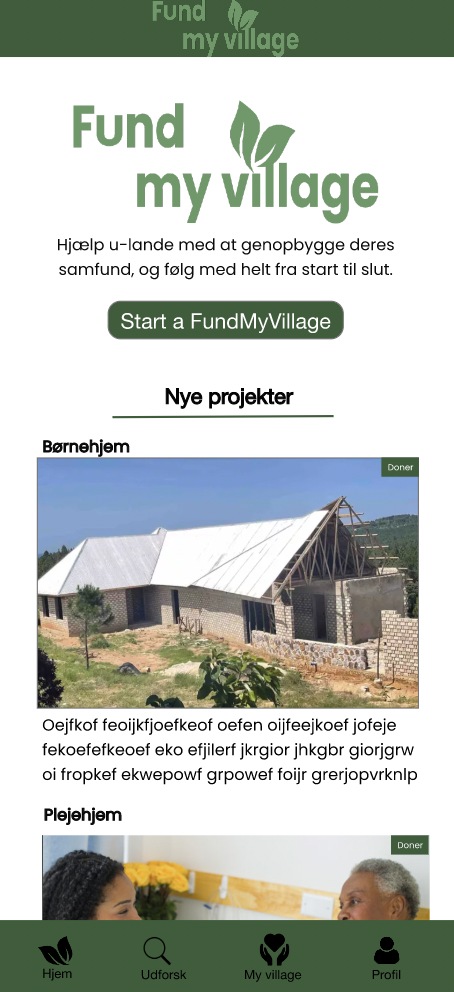 Fund
my village
Fund
my village
Hjælp u-lande med at genopbygge deres
samfund, og følg med helt fra start til slut.
Start a FundMyVillage
Nye projekter
Børnehjem
Doner
Oejfkof feoijkfjoefkeof oefen oijfeejkoef jofeje
fekoefefkeoef eko efjilerf jkrgior jhkgbr giorjgrw
oi fropkef ekwepowf grpowef foijr grerjopvrknlp
Plejehjem
Doner
Hjem
Udforsk
My village
Profil